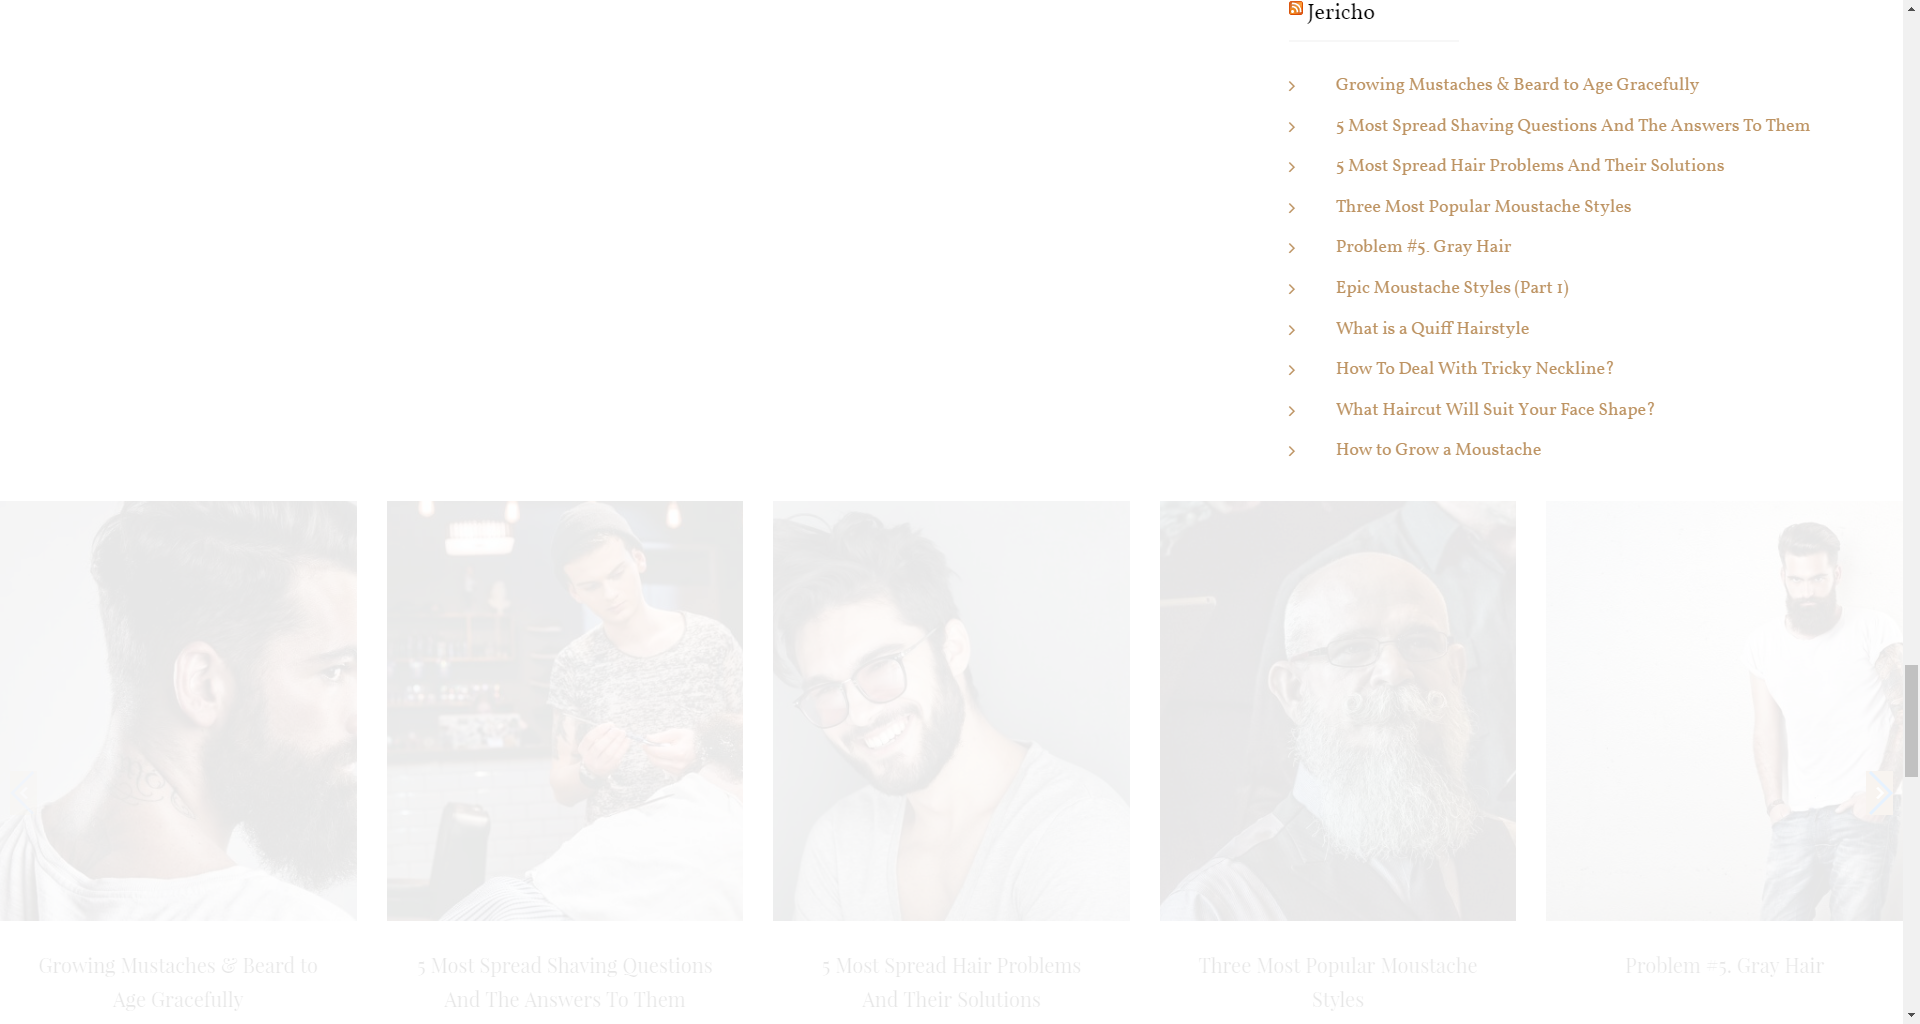 Jericho
Growing Mustaches & Beard to Age Gracefully
5 Most Spread Shaving Questions And The Answers To Them
5 Most Spread Hair Problems And Their Solutions
Three Most Popular Moustache Styles
Problem #5. Gray Hair
Epic Moustache Styles (Part 1)
What is a Quiff Hairstyle
How To Deal With Tricky Neckline?
What Haircut Will Suit Your Face Shape?
How to Grow a Moustache
Growing Mustaches & Beard to
Age Gracefully
5 Most Spread Shaving Questions
And The Answers To Them
5 Most Spread Hair Problems
And Their Solutions
Three Most Popular Moustache
Styles
Problem #5. Gray Hair